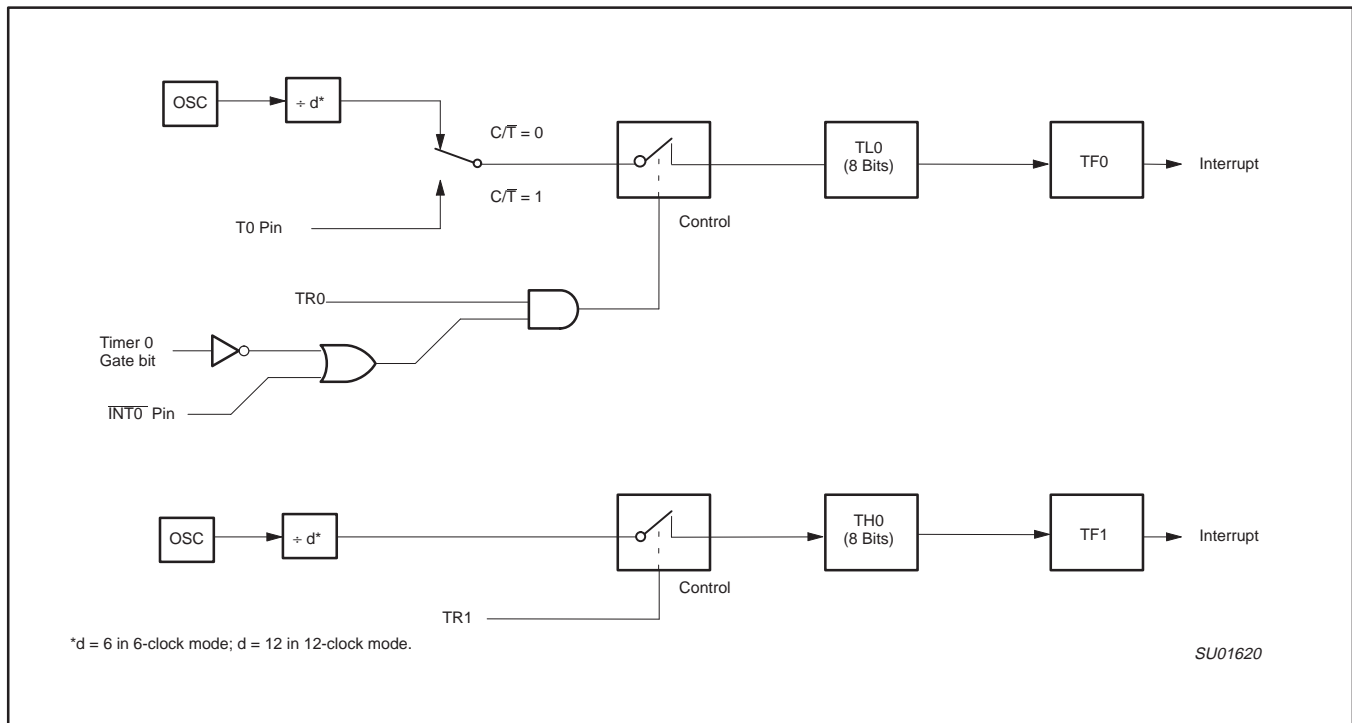 OSC
÷ d*
C/T̅ = 0
C/T̅ = 1
T0 Pin
TL0
(8 Bits)
TF0
Interrupt
Control
TR0
Timer 0
Gate bit
I̅N̅T̅0̅ Pin
OSC
÷ d*
TH0
(8 Bits)
TF1
Interrupt
Control
TR1
*d = 6 in 6-clock mode; d = 12 in 12-clock mode.
SU01620